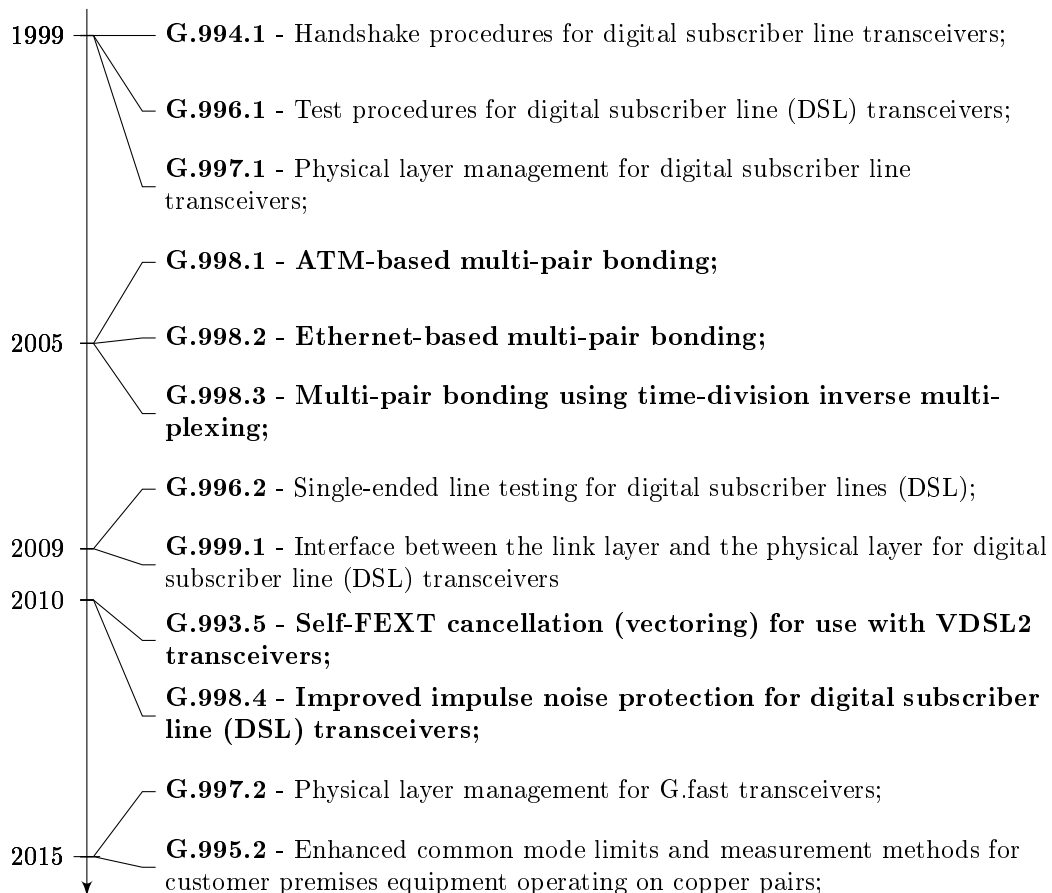 1999
G.994.1 - Handshake procedures for digital subscriber line transceivers;
G.996.1 - Test procedures for digital subscriber line (DSL) transceivers;
G.997.1 - Physical layer management for digital subscriber line
transceivers;
G.998.1 - ATM-based multi-pair bonding;
2005
G.998.2 - Ethernet-based multi-pair bonding;
G.998.3 - Multi-pair bonding using time-division inverse multi-
plexing;
G.996.2 - Single-ended line testing for digital subscriber lines (DSL);
2009
G.999.1 - Interface between the link layer and the physical layer for digital
subscriber line (DSL) transceivers
2010
G.993.5 - Self-FEXT cancellation (vectoring) for use with VDSL2
transceivers;
G.998.4 - Improved impulse noise protection for digital subscriber
line (DSL) transceivers;
G.997.2 - Physical layer management for G.fast transceivers;
2015
G.995.2 - Enhanced common mode limits and measurement methods for
customer premises equipment operating on copper pairs;